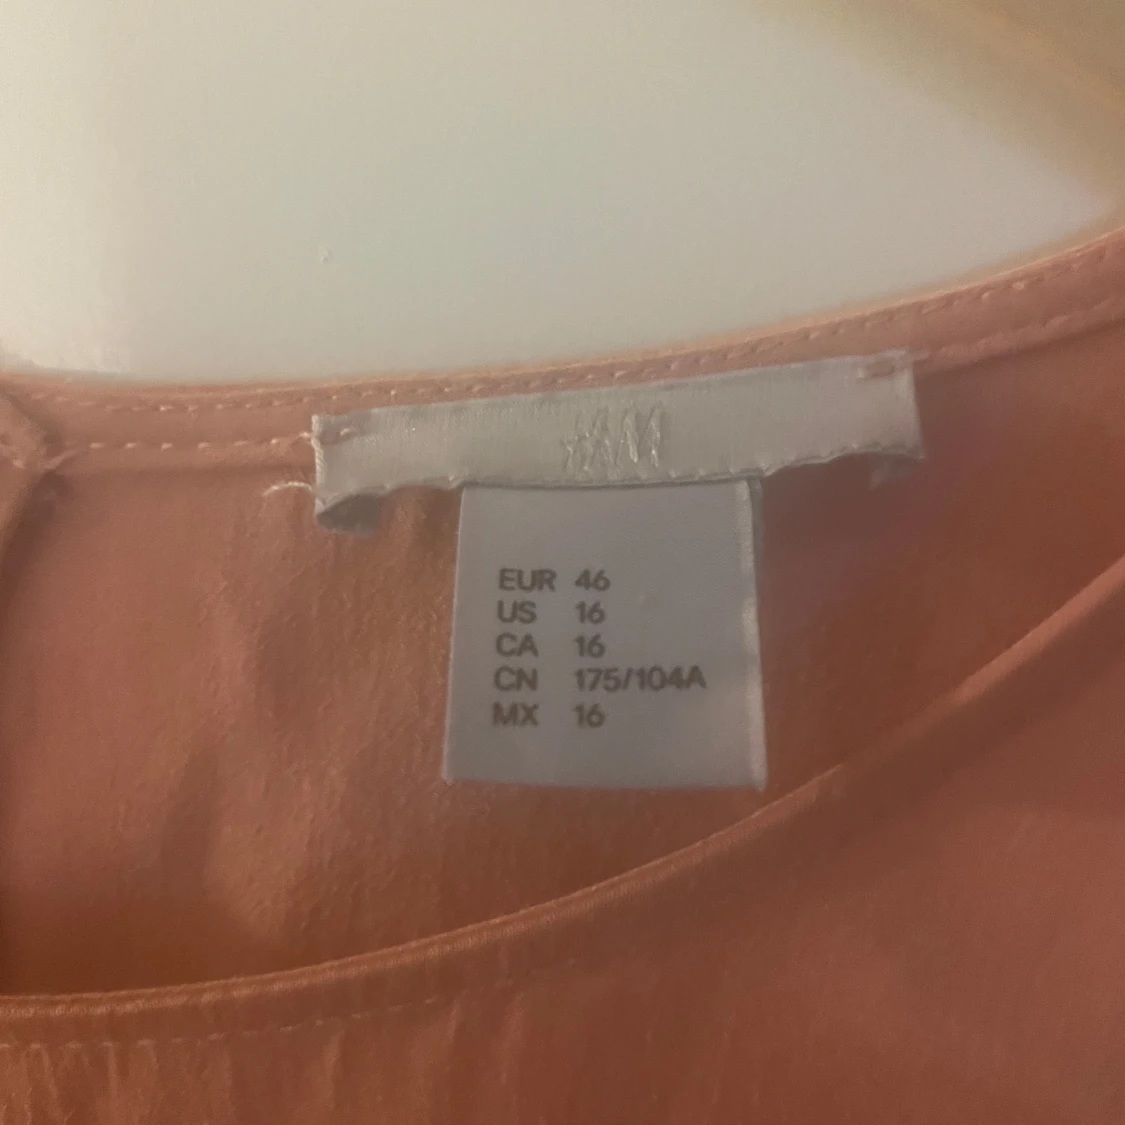 H&M
EUR 46
US 16
CA 16
CN 175/104A
MX 16